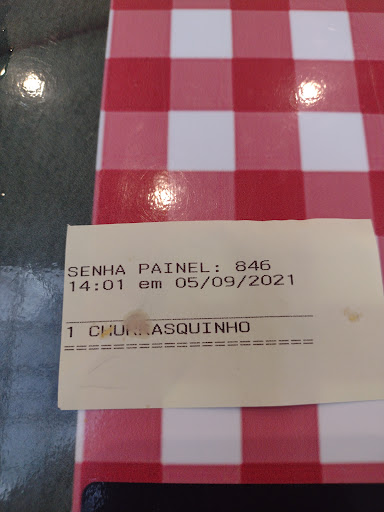 SENHA PAINEL: 846
14:01 em 05/09/2021
1 CHURRASQUINHO